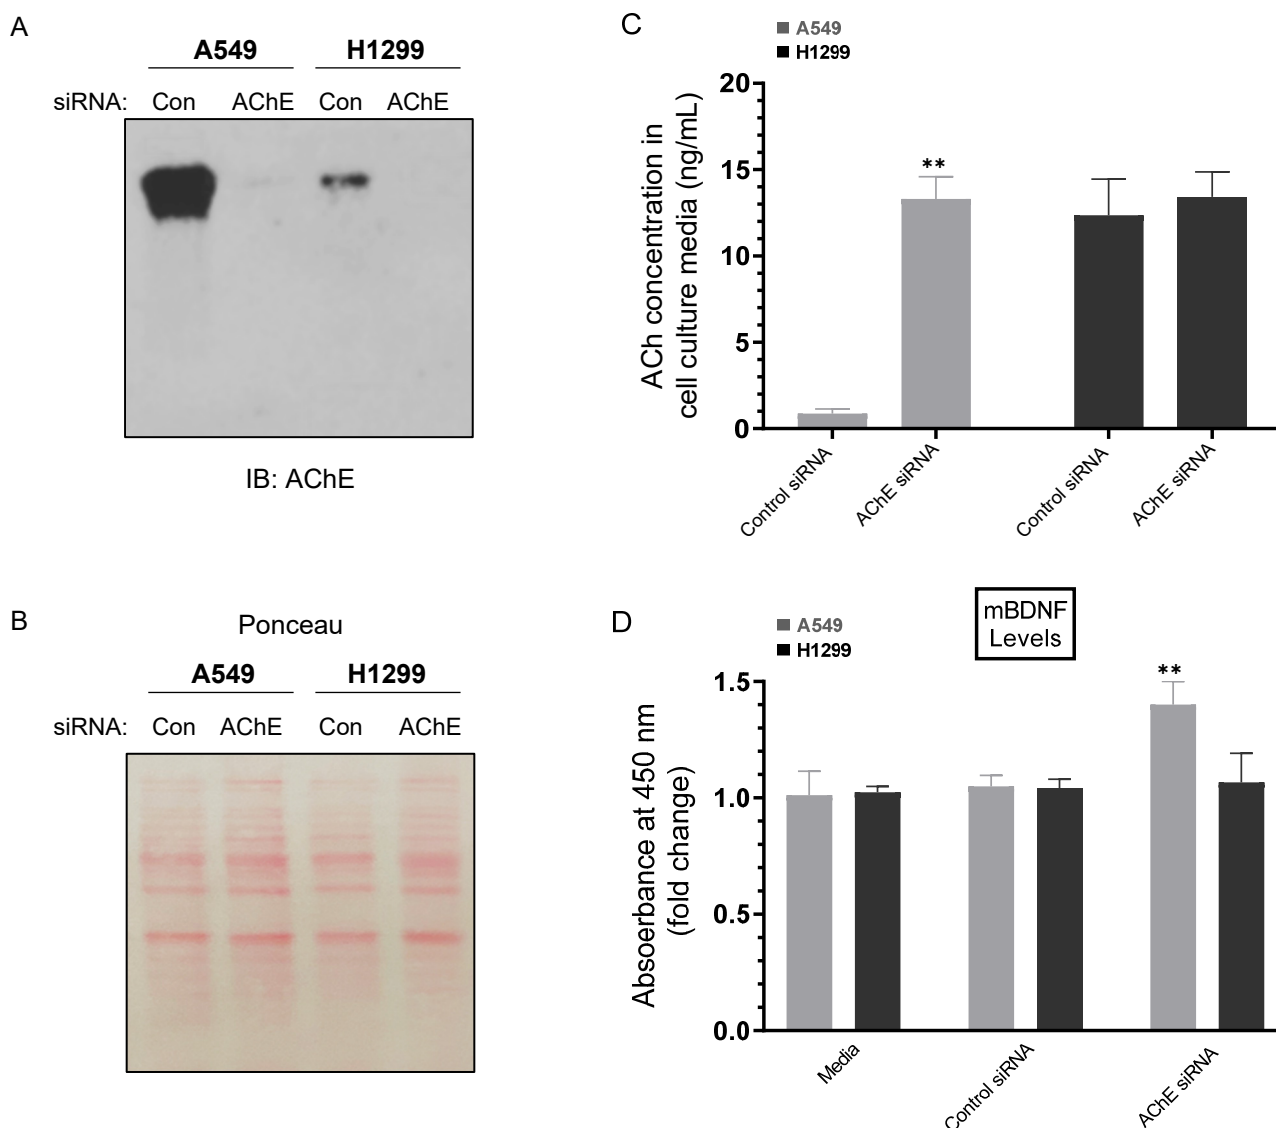 A
A549 H1299
siRNA: Con AChE Con AChE
IB: AChE
B
Ponceau
A549 H1299
siRNA: Con AChE Con AChE
C
A549
H1299
ACh concentration in
cell culture media (ng/mL)
20
15
10
5
0
**
Control siRNA
AChE siRNA
Control siRNA
AChE siRNA
D
A549
H1299
mBDNF
Levels
Absoerbance at 450 nm
(fold change)
1.5
1.0
0.5
0.0
**
Media
Control siRNA
AChE siRNA